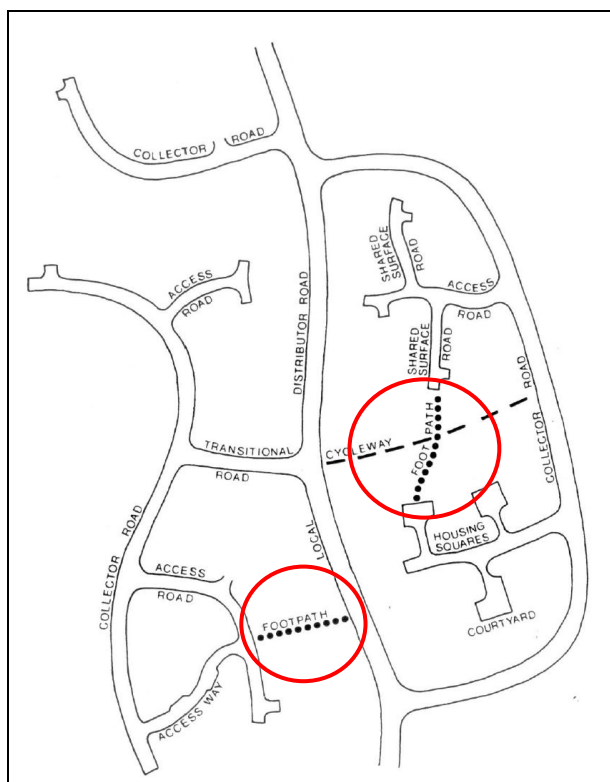 COLLECTOR ROAD
SHARED
SURFACE
ROAD
ACCESS
ROAD
ACCESS
ROAD
DISTRIBUTOR ROAD
SHARED
SURFACE
ROAD
ROAD
COLLECTOR
FOOTPATH
TRANSITIONAL
ROAD
CYCLEWAY
COLLECTOR ROAD
LOCAL
HOUSING
SQUARES
ACCESS
ROAD
FOOTPATH
COURTYARD
ACCESS WAY